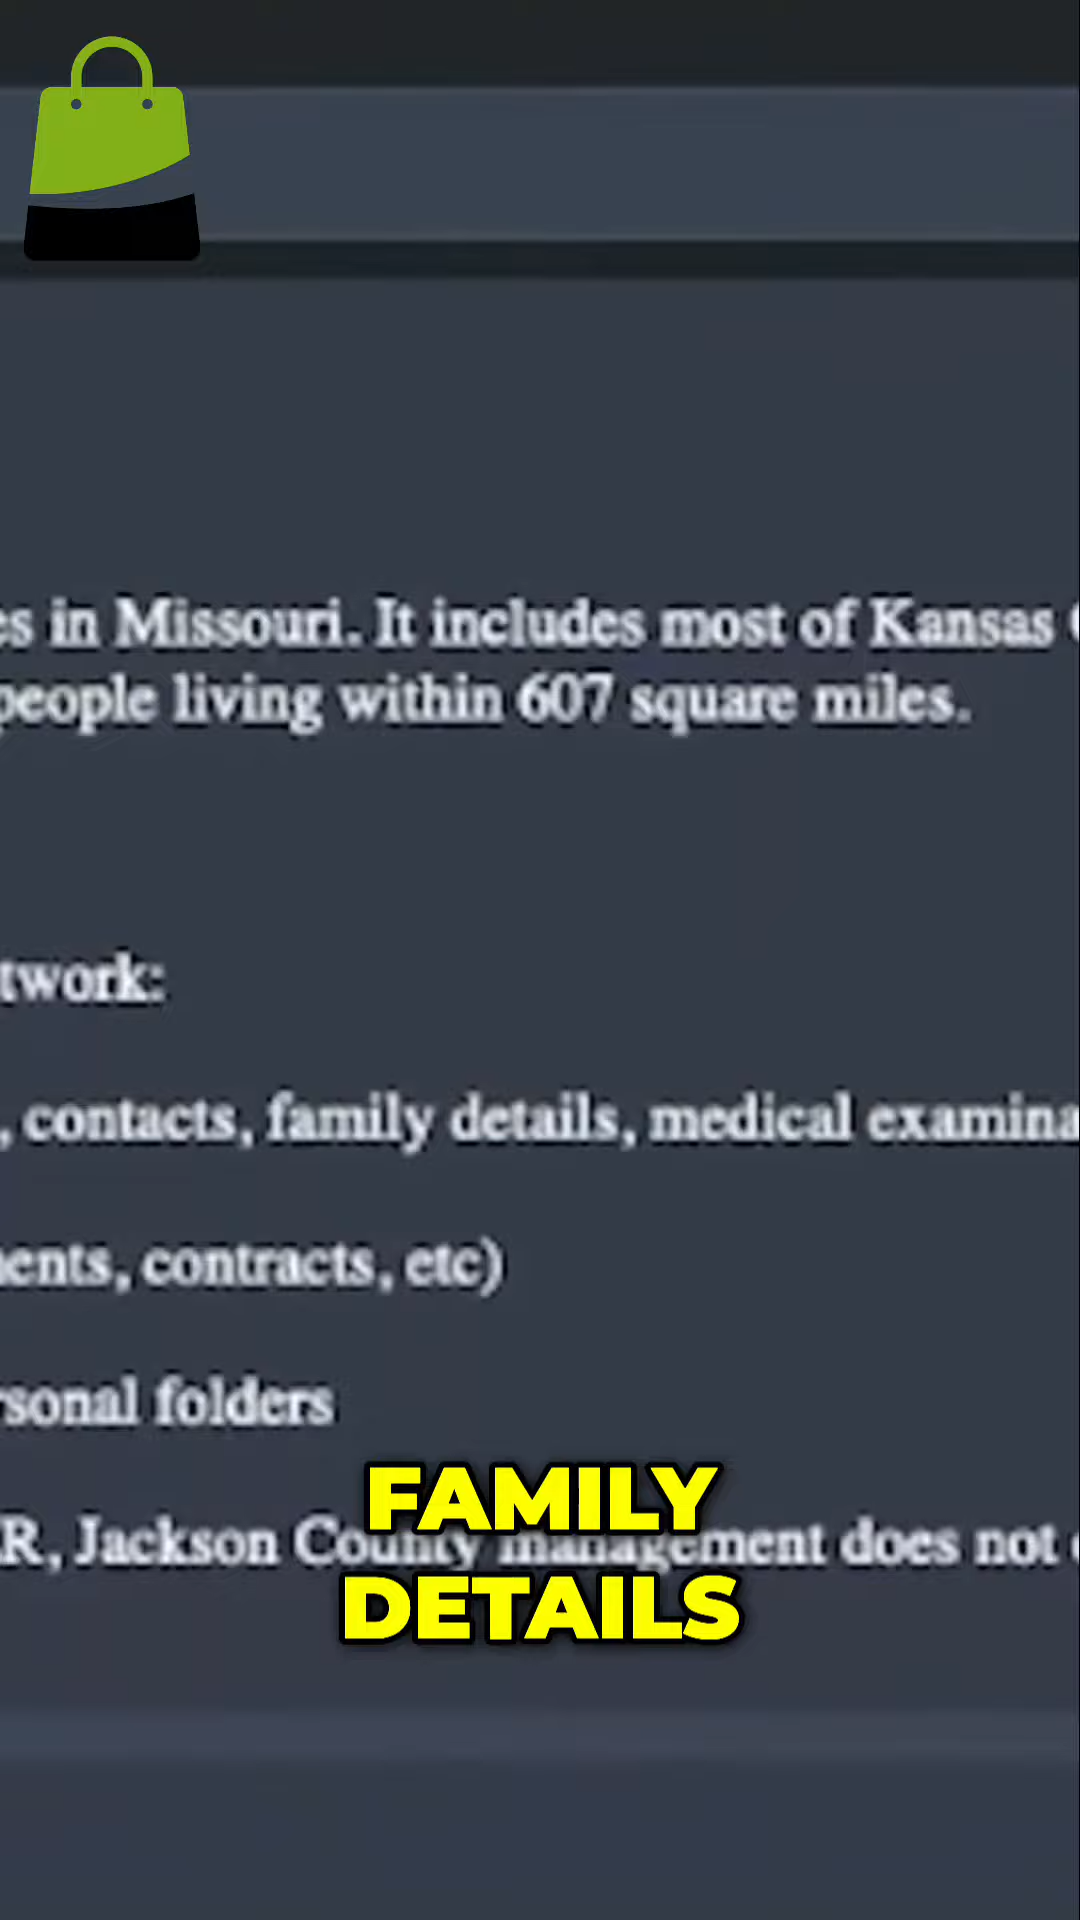 es in Missouri. It includes most of Kansas
people living within 607 square miles.
twork:
, contacts, family details, medical examina
ents, contracts, etc)
rsonal folders
R, Jackson County management does not
FAMILY
DETAILS